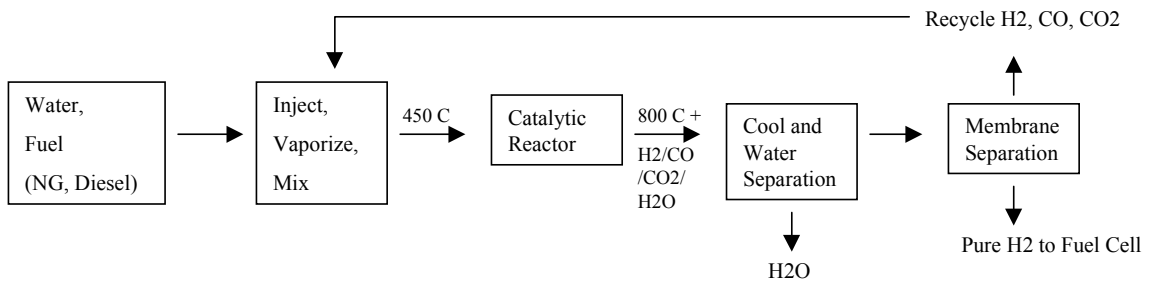 Recycle H2, CO, CO2
Water,
Fuel
(NG, Diesel)
Inject,
Vaporize,
Mix
450 C
Catalytic
Reactor
800 C +
H2/CO
/CO2/
H2O
Cool and
Water
Separation
Membrane
Separation
H2O
Pure H2 to Fuel Cell